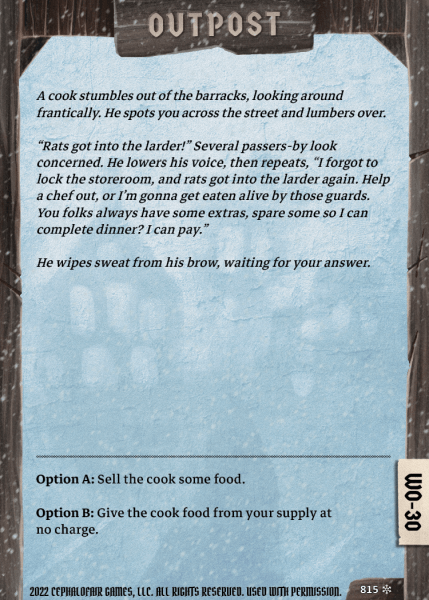 OUTPOST
A cook stumbles out of the barracks, looking around
frantically. He spots you across the street and lumbers over.
“Rats got into the larder!” Several passers-by look
concerned. He lowers his voice, then repeats, “I forgot to
lock the storeroom, and rats got into the larder again. Help
a chef out, or I’m gonna get eaten alive by those guards.
You folks always have some extras, spare some so I can
complete dinner? I can pay.”
He wipes sweat from his brow, waiting for your answer.
Option A: Sell the cook some food.
Option B: Give the cook food from your supply at
no charge.
WO-30
2022 CEPHALOFAIR GAMES, LLC. ALL RIGHTS RESERVED. USED WITH PERMISSION.
815